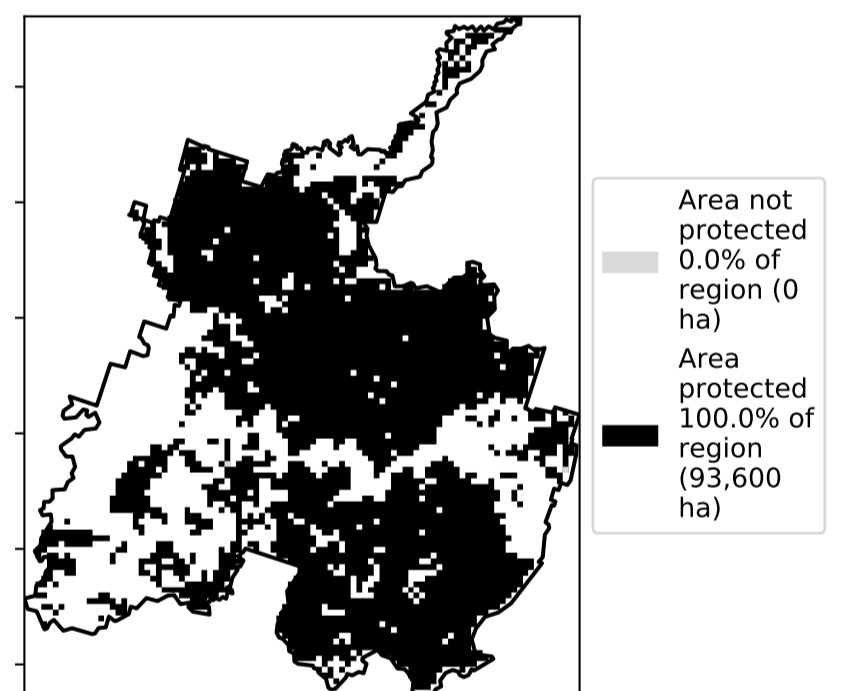 Area not
protected
0.0% of
region (0
ha)
Area
protected
100.0% of
region
(93,600
ha)